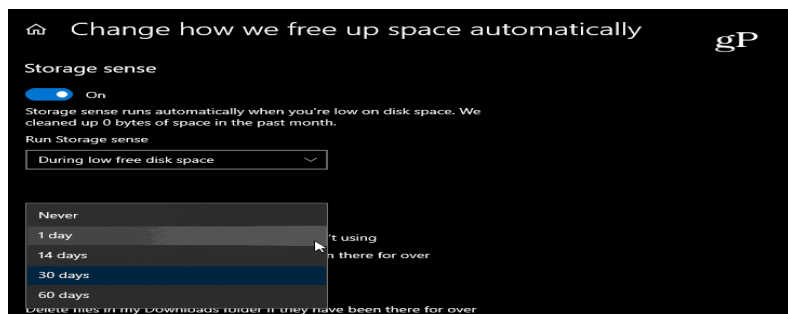 Change how we free up space automatically
gP
Storage sense
On
Storage sense runs automatically when you're low on disk space. We
cleaned up 0 bytes of space in the past month.
Run Storage sense
During low free disk space
Never
1 day
't using
14 days
there for over
30 days
60 days
Delete files in my Downloads folder if they have been there for over